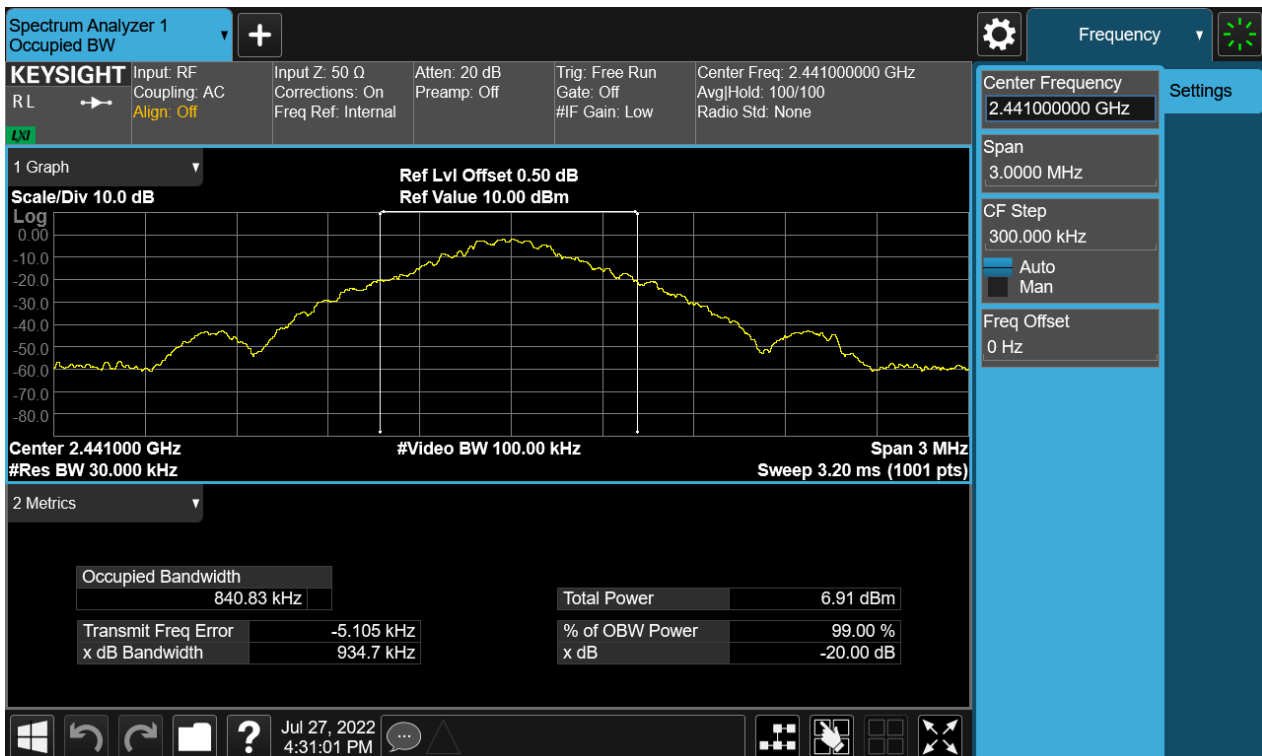 Spectrum Analyzer 1
Occupied BW
Frequency
KEYSIGHT
R L
LXI
Input: RF
Coupling: AC
Align: Off
Input Z: 50 Ω
Corrections: On
Freq Ref: Internal
Atten: 20 dB
Preamp: Off
Trig: Free Run
Gate: Off
#IF Gain: Low
Center Freq: 2.441000000 GHz
Avg|Hold: 100/100
Radio Std: None
Center Frequency
2.441000000 GHz
Settings
Span
3.0000 MHz
CF Step
300.000 kHz
Auto
Man
Freq Offset
0 Hz
1 Graph
Ref Lvl Offset 0.50 dB
Scale/Div 10.0 dB
Ref Value 10.00 dBm
Log
0.00
-10.0
-20.0
-30.0
-40.0
-50.0
-60.0
-70.0
-80.0
Center 2.441000 GHz
#Video BW 100.00 kHz
Span 3 MHz
#Res BW 30.000 kHz
Sweep 3.20 ms (1001 pts)
2 Metrics
Occupied Bandwidth
840.83 kHz
Total Power 6.91 dBm
Transmit Freq Error -5.105 kHz
% of OBW Power 99.00 %
x dB Bandwidth 934.7 kHz
x dB -20.00 dB
Jul 27, 2022
4:31:01 PM